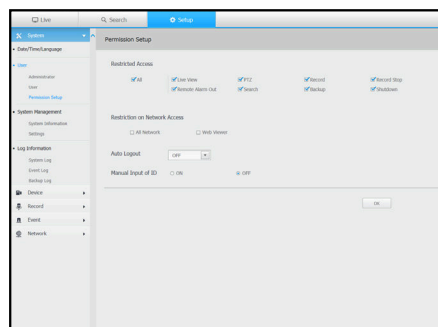 Live
Search
Setup
System
Date/Time/Language
User
Administrator
User
Permission Setup
System Management
System Information
Settings
Log Information
System Log
Event Log
Backup Log
Device
Record
Event
Network
Permission Setup
Restricted Access
All
Live View
PTZ
Record
Record Stop
Remote Alarm Out
Search
Backup
Shutdown
Restriction on Network Access
All Network
Web Viewer
Auto Logout
OFF
Manual Input of ID
ON
OFF
OK